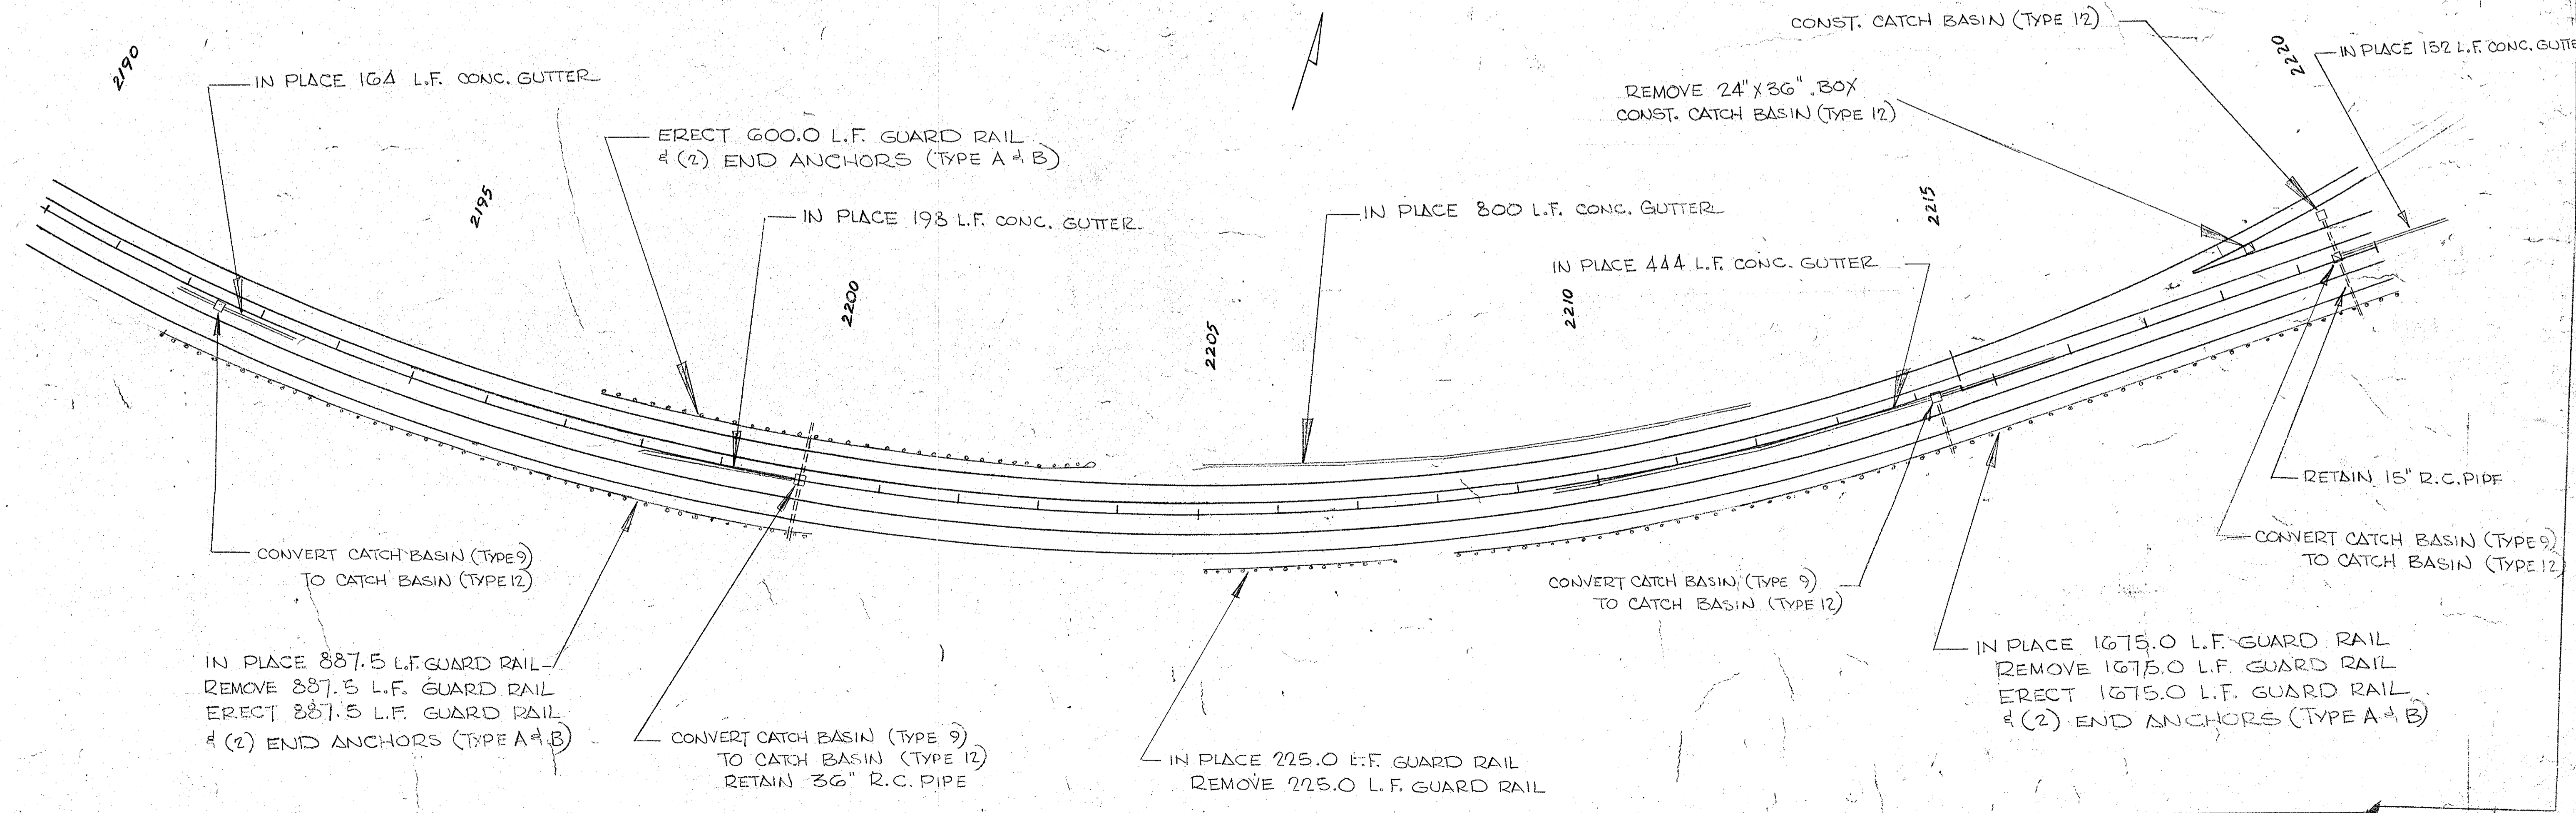 CONST. CATCH BASIN (TYPE 12)
2190
2220
IN PLACE 152 L.F. CONC.
IN PLACE 164 L.F. CONC. GUTTER
REMOVE 24" X 36" BOX
CONST. CATCH BASIN (TYPE 12)
ERECT 600.0 L.F. GUARD RAIL
& (2) END ANCHORS (TYPE A & B)
2195
2215
IN PLACE 198 L.F. CONC. GUTTER
IN PLACE 800 L.F. CONC. GUTTER
IN PLACE 444 L.F. CONC. GUTTER
2200
2205
2210
RETAIN 15" R.C. PIPE
CONVERT CATCH BASIN (TYPE 9)
TO CATCH BASIN (TYPE 12)
CONVERT CATCH BASIN (TYPE 9)
TO CATCH BASIN (TYPE 12)
CONVERT CATCH BASIN (TYPE 9)
TO CATCH BASIN (TYPE 12)
IN PLACE 887.5 L.F. GUARD RAIL
REMOVE 887.5 L.F. GUARD RAIL
ERECT 887.5 L.F. GUARD RAIL
& (2) END ANCHORS (TYPE A & B)
CONVERT CATCH BASIN (TYPE 9)
TO CATCH BASIN (TYPE 12)
RETAIN 36" R.C. PIPE
IN PLACE 225.0 L.F. GUARD RAIL
REMOVE 225.0 L.F. GUARD RAIL
IN PLACE 1675.0 L.F. GUARD RAIL
REMOVE 1675.0 L.F. GUARD RAIL
ERECT 1675.0 L.F. GUARD RAIL
& (2) END ANCHORS (TYPE A & B)